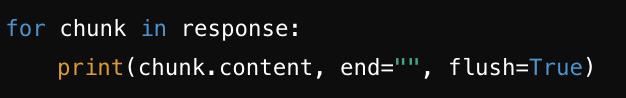 for chunk in response:
    print(chunk.content, end="", flush=True)